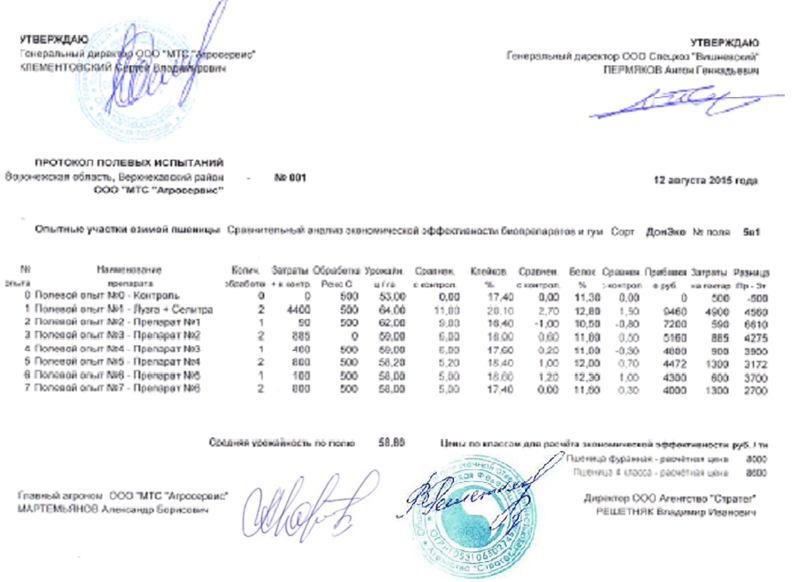 УТВЕРЖДАЮ
Генеральный директор ООО "МТС "Агросервис"
КЛЕМЕНТОВСКИЙ Сергей Владимирович
УТВЕРЖДАЮ
Генеральный директор ООО Спецхоз "Вишневский"
ПЕРМЯКОВ Антон Геннадьевич
ПРОТОКОЛ ПОЛЕВЫХ ИСПЫТАНИЙ
Воронежская область, Верхнехавский район - № 001
ООО "МТС "Агросервис"
12 августа 2015 года
Опытные участки озимой пшеницы Сравнительный анализ экономической эффективности биопрепаратов и гум Сорт ДонЭко № поля 5в1
№ Наименование Колич. Затраты Обработка Урожайн. Сравнен. Клейков. Сравнен. Белок Сравнен Прибавка Затраты Разница
опыта препарата обработо к контр. ц / га с контрол. % с контрол. % с контрол. в руб. на гектар Пр - Зт
0 Полевой опыт №0 - Контроль 0 0 500 53,00 0,00 17,40 0,00 11,30 0,00 0 500 -500
1 Полевой опыт №1 - Луга + Селитра 2 4400 500 64,00 11,00 20,10 2,70 12,80 1,50 9460 4900 4560
2 Полевой опыт №2 - Препарат №1 1 90 500 62,00 9,00 16,40 -1,00 10,50 -0,80 7200 590 6610
3 Полевой опыт №3 - Препарат №2 2 885 0 59,00 6,00 18,00 0,60 11,80 0,50 5160 885 4275
4 Полевой опыт №4 - Препарат №3 1 400 500 59,00 6,00 17,60 0,20 11,00 -0,30 4800 900 3900
5 Полевой опыт №5 - Препарат №4 2 800 500 58,20 5,20 18,40 1,00 12,00 0,70 4472 1300 3172
6 Полевой опыт №6 - Препарат №5 1 100 500 58,00 5,00 18,60 1,20 12,30 1,00 4300 600 3700
7 Полевой опыт №7 - Препарат №6 2 800 500 58,00 5,00 17,40 0,00 11,60 0,30 4000 1300 2700
Средняя урожайность по полю 58,80
Цены по классам для расчёта экономической эффективности руб. / тн
Пшеница фуражная - расчётная цена 8000
Пшеница 4 класса - расчётная цена 8600
Главный агроном ООО "МТС "Агросервис"
МАРТЕМЬЯНОВ Александр Борисович
Директор ООО Агентство "Стратег"
РЕШЕТНЯК Владимир Иванович